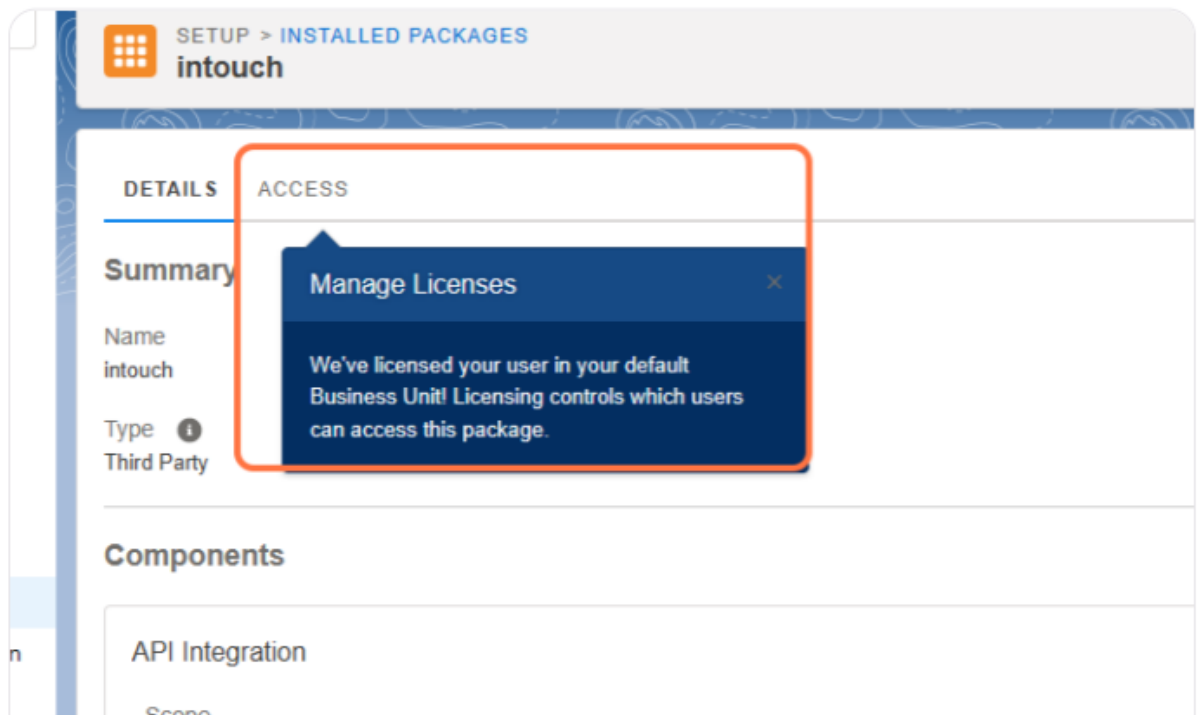 SETUP > INSTALLED PACKAGES
intouch
DETAILS ACCESS
Summary
Manage Licenses
Name
intouch
We've licensed your user in your default
Business Unit! Licensing controls which users
can access this package.
Type
Third Party
Components
API Integration
n